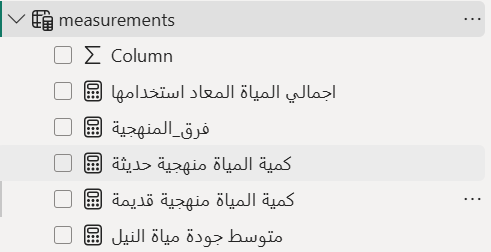 measurements
Column
اجمالي المياة المعاد استخدامها
فرق_المنهجية
كمية المياة منهجية حديثة
كمية المياة منهجية قديمة
متوسط جودة مياة النيل